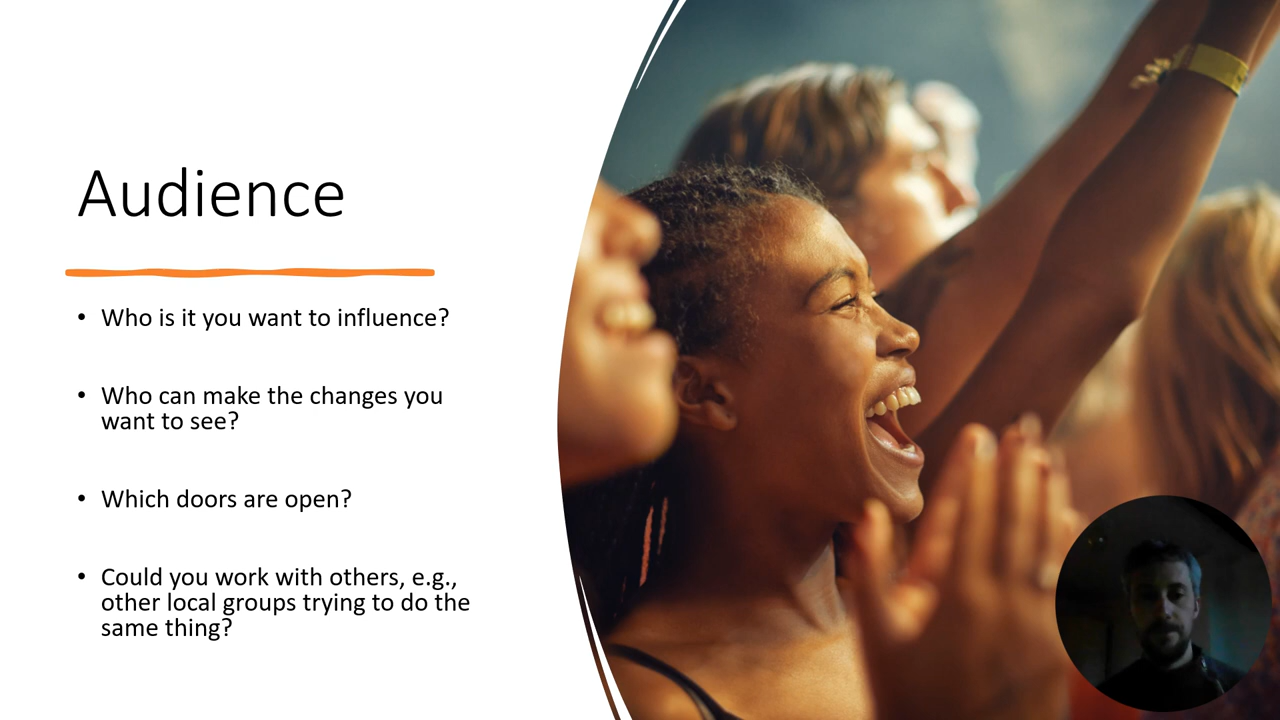 Audience
• Who is it you want to influence?
• Who can make the changes you
want to see?
• Which doors are open?
• Could you work with others, e.g.,
other local groups trying to do the
same thing?